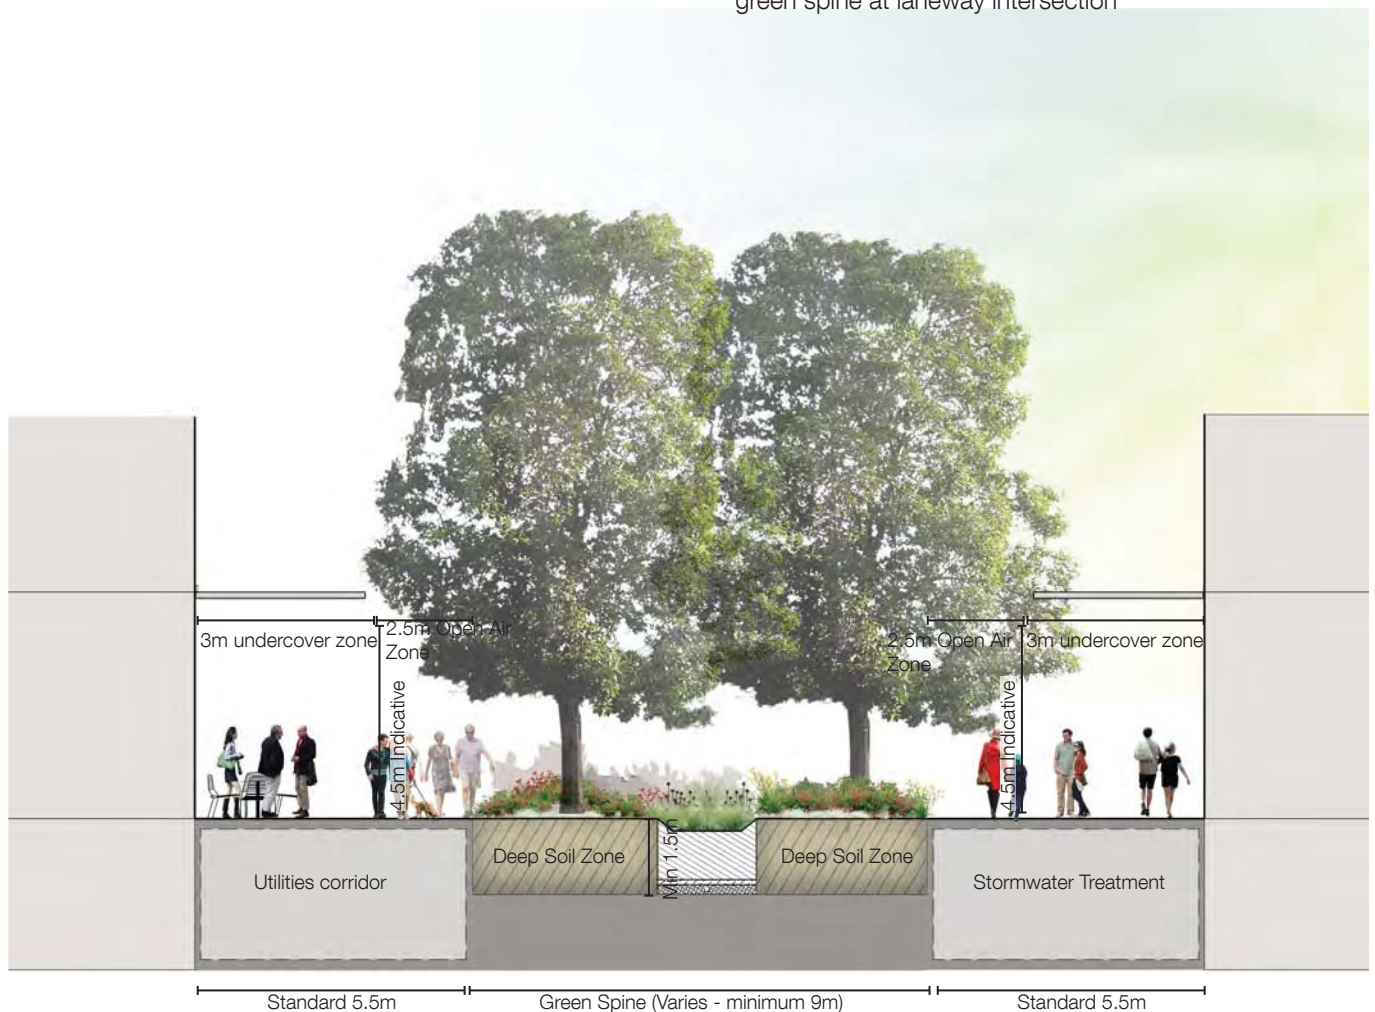 green spine at laneway intersection
3m undercover zone
2.5m Open Air
Zone
2.5m Open Air
Zone
3m undercover zone
4.5m Indicative
4.5m Indicative
Deep Soil Zone
Min 1.5m
Deep Soil Zone
Utilities corridor
Stormwater Treatment
Standard 5.5m
Green Spine (Varies - minimum 9m)
Standard 5.5m